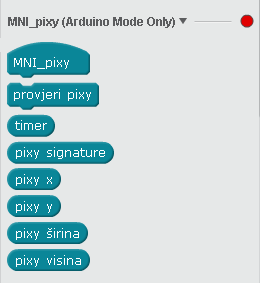 MNI_pixy (Arduino Mode Only)
MNI_pixy
provjeri pixy
timer
pixy signature
pixy x
pixy y
pixy širina
pixy visina